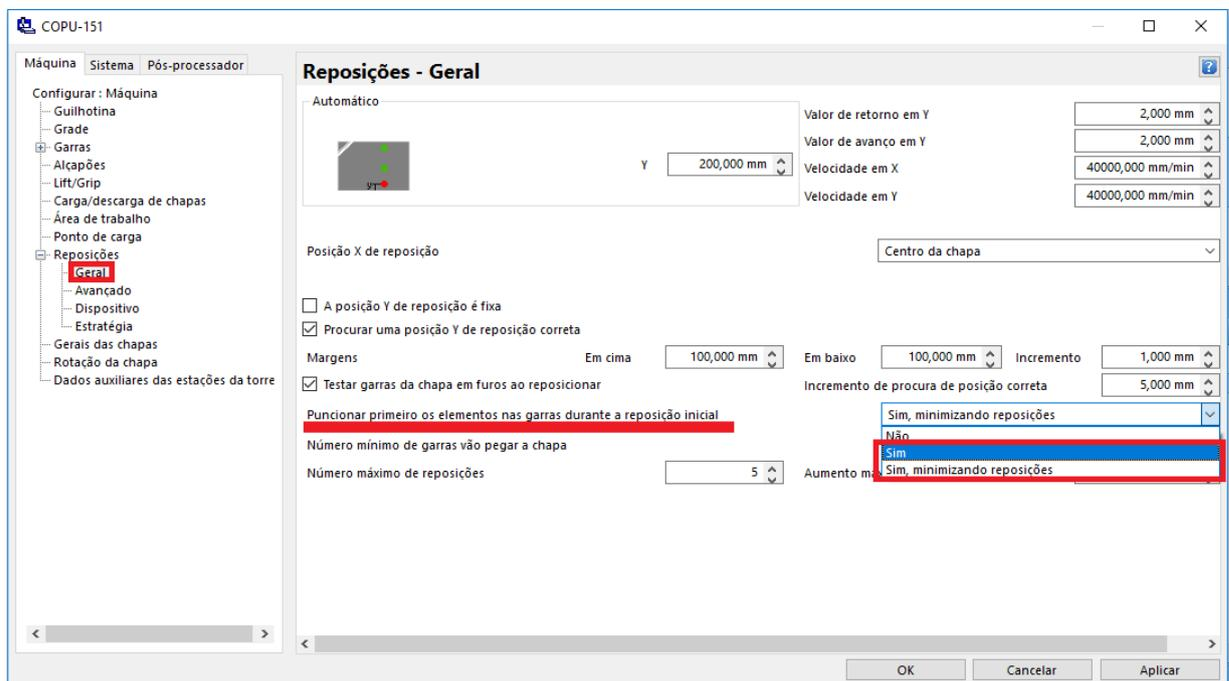 COPU-151
Máquina Sistema Pós-processador
Configurar : Máquina
Guilhotina
Grade
Garras
Alçapões
Lift/Grip
Carga/descarga de chapas
Área de trabalho
Ponto de carga
Reposições
Geral
Avançado
Dispositivo
Estratégia
Gerais das chapas
Rotação da chapa
Dados auxiliares das estações da torre
Reposições - Geral
Automático
Y 200,000 mm
Valor de retorno em Y 2,000 mm
Valor de avanço em Y 2,000 mm
Velocidade em X 40000,000 mm/min
Velocidade em Y 40000,000 mm/min
Posição X de reposição Centro da chapa
A posição Y de reposição é fixa
Procurar uma posição Y de reposição correta
Margens Em cima 100,000 mm Em baixo 100,000 mm Incremento 1,000 mm
Testar garras da chapa em furos ao reposicionar Incremento de procura de posição correta 5,000 mm
Puncionar primeiro os elementos nas garras durante a reposição inicial Sim, minimizando reposições
Não
Número mínimo de garras vão pegar a chapa
Sim
Número máximo de reposições 5 Aumento Sim, minimizando reposições
OK Cancelar Aplicar